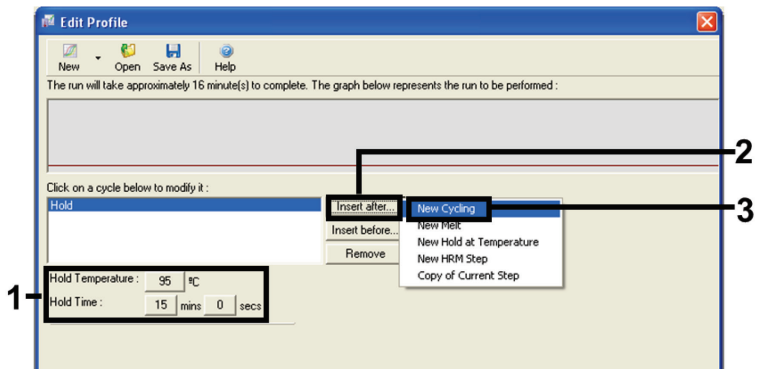 Edit Profile
New Open Save As Help
The run will take approximately 16 minute(s) to complete. The graph below represents the run to be performed :
2
Click on a cycle below to modify it :
Hold
Insert after...
New Cycling
3
Insert before...
New Melt
Remove
New Hold at Temperature
New HRM Step
Copy of Current Step
1
Hold Temperature : 95 ºC
Hold Time : 15 mins 0 secs